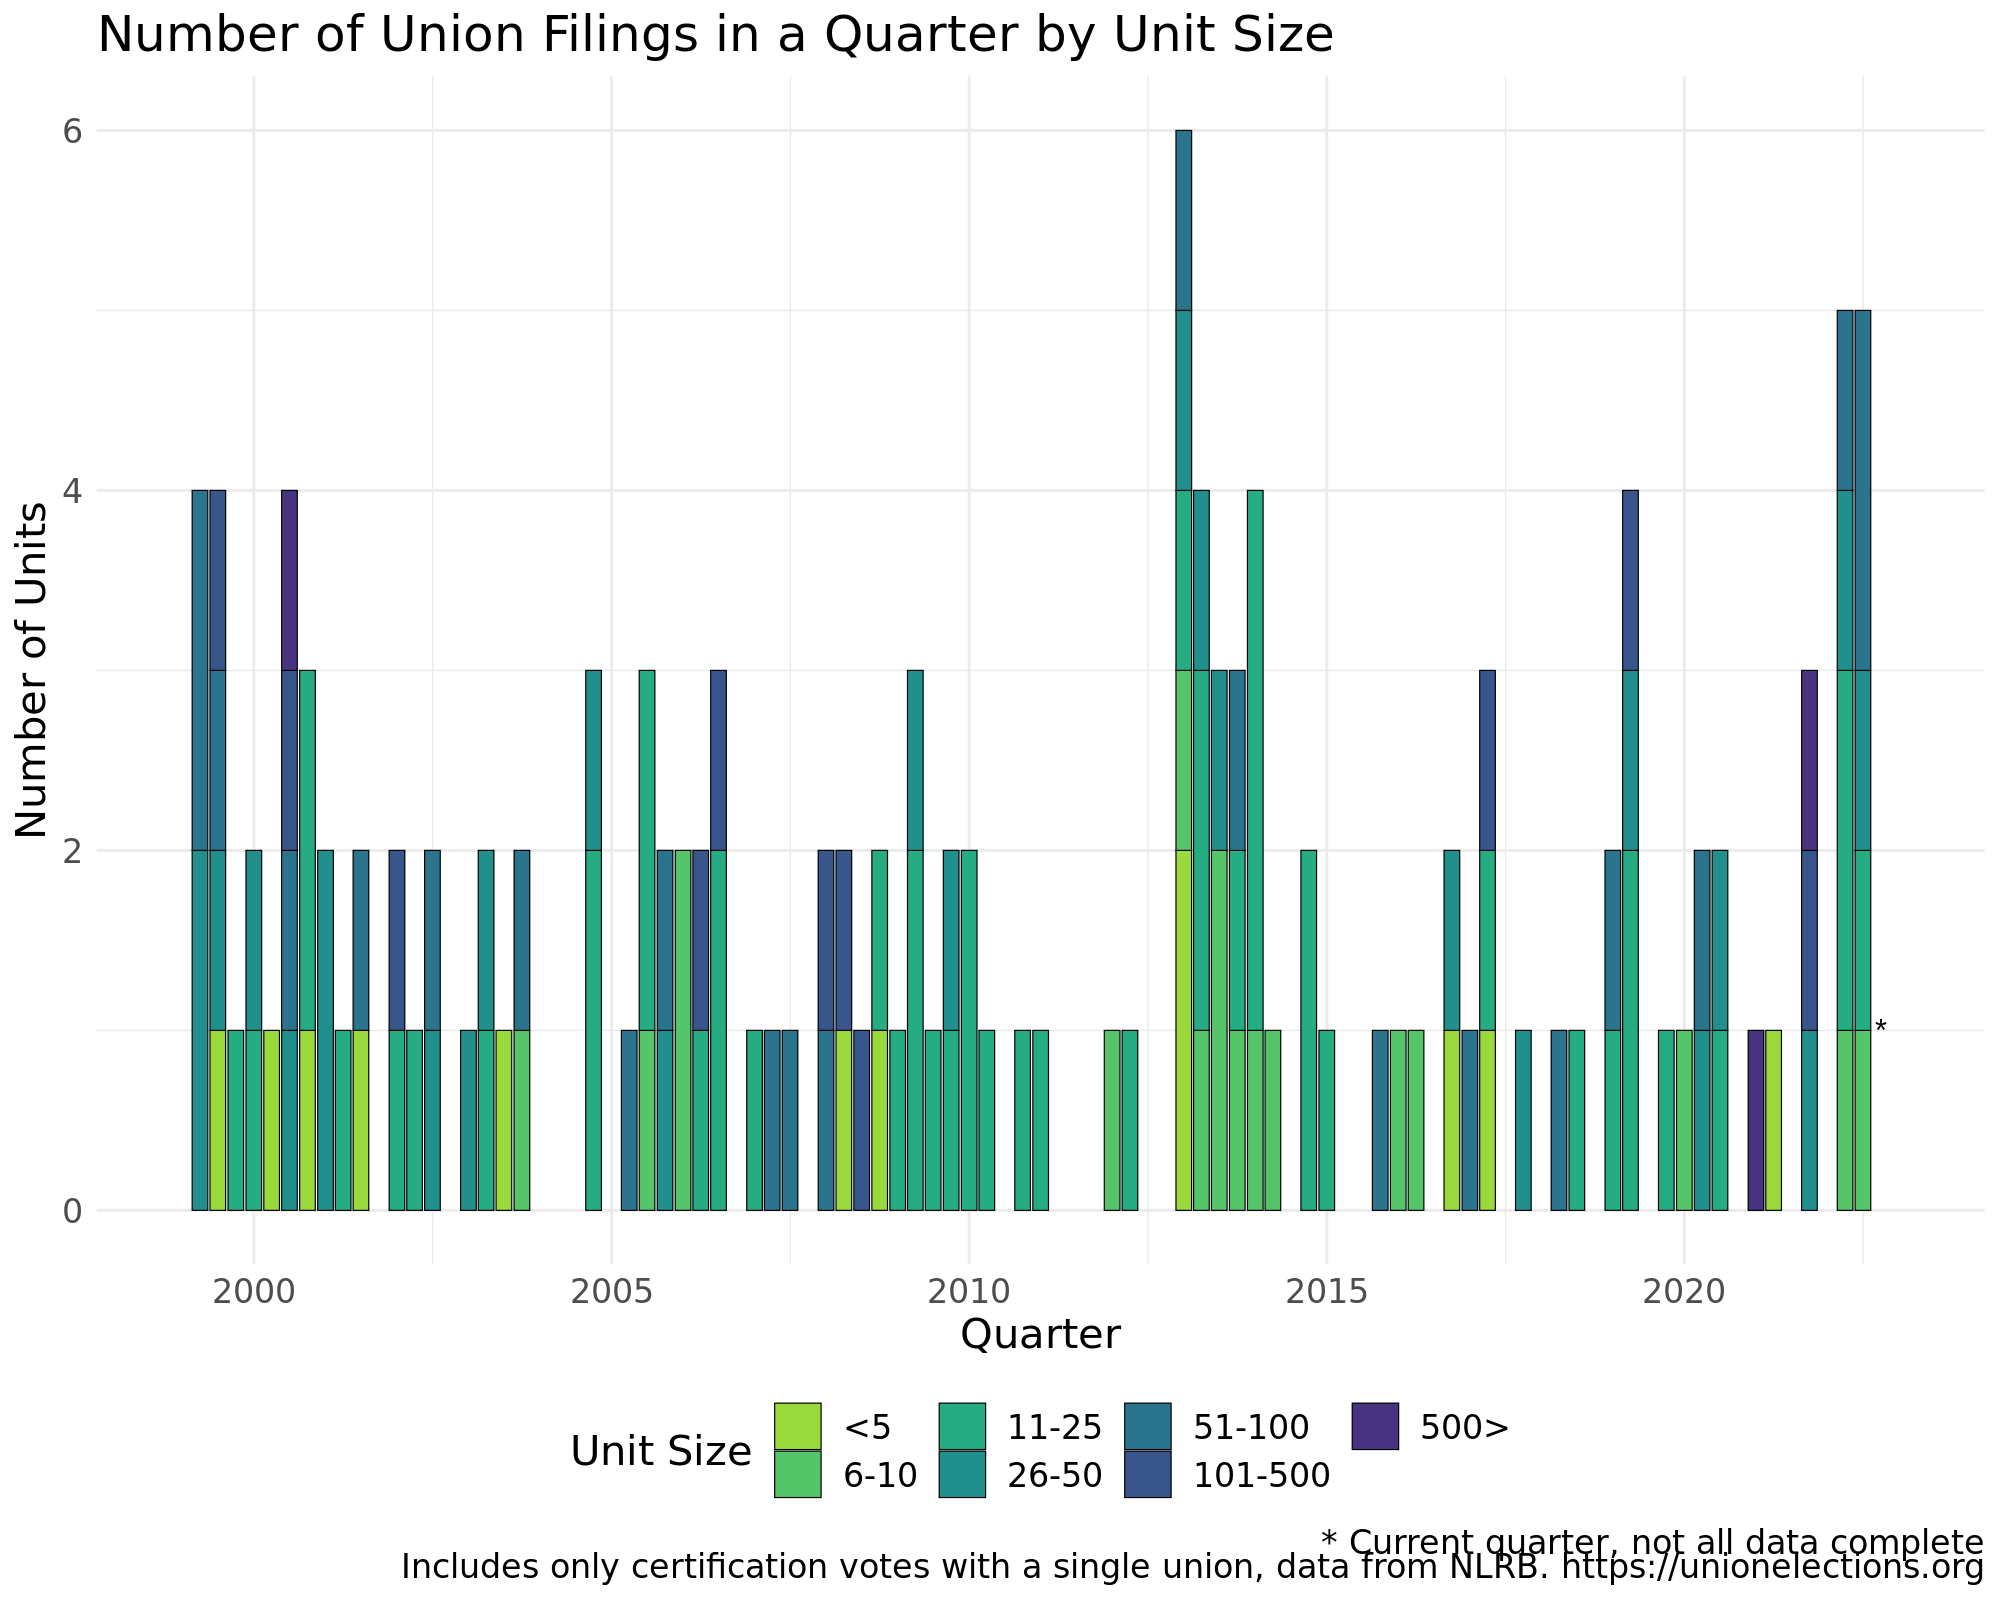 Number of Union Filings in a Quarter by Unit Size
Number of Units
6
4
2
0
*
2000 2005 2010 2015 2020
Quarter
Unit Size
<5 11-25 51-100 500>
6-10 26-50 101-500
* Current quarter, not all data complete
Includes only certification votes with a single union, data from NLRB. https://unionelections.org